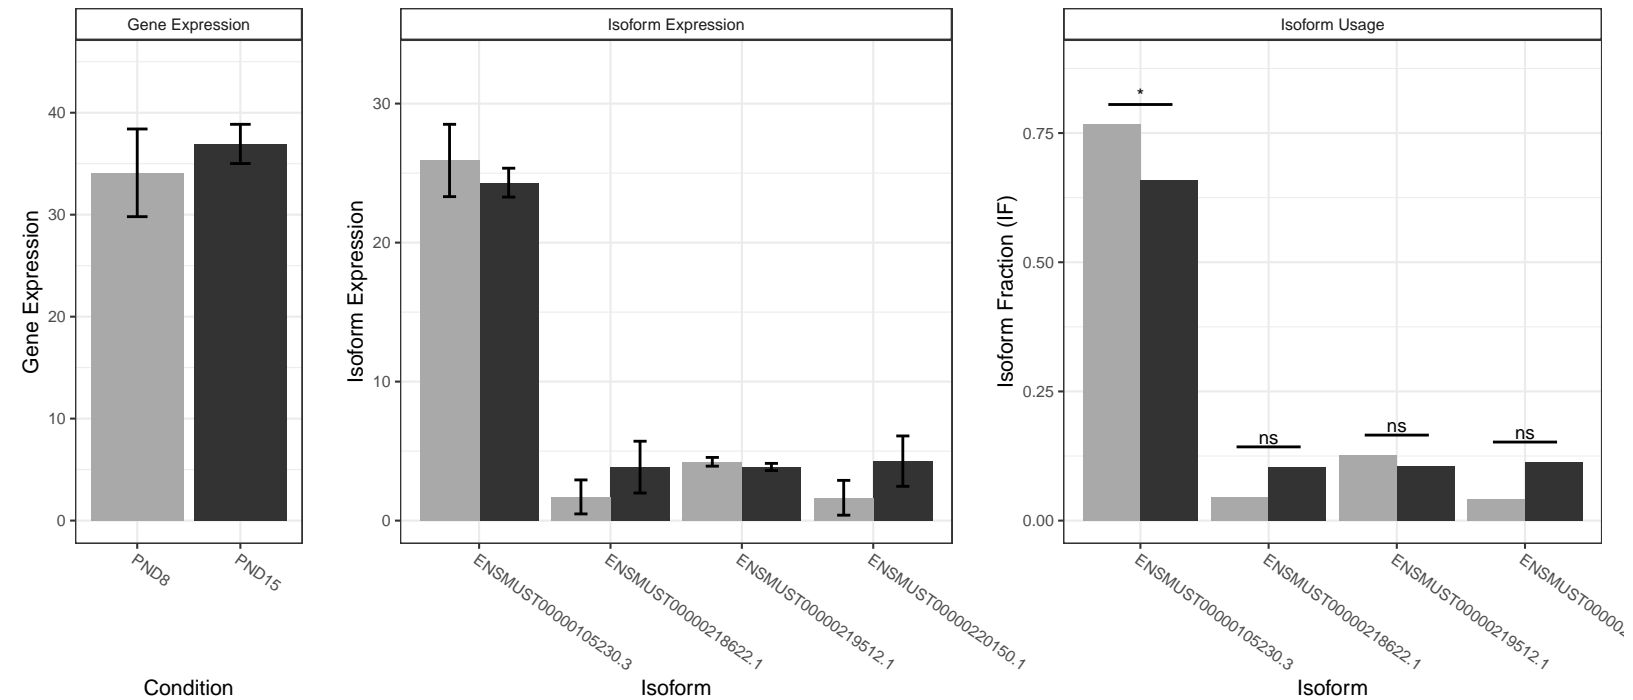 Gene Expression
Gene Expression
40
30
20
10
0
PND8
PND15
Condition
Isoform Expression
Isoform Expression
30
20
10
0
ENSMUST00000105230.3
ENSMUST00000218622.1
ENSMUST00000219512.1
ENSMUST00000220150.1
Isoform
Isoform Usage
Isoform Fraction (IF)
0.75
0.50
0.25
0.00
*
ns
ns
ns
ENSMUST00000105230.3
ENSMUST00000218622.1
ENSMUST00000219512.1
ENSMUST000002
Isoform